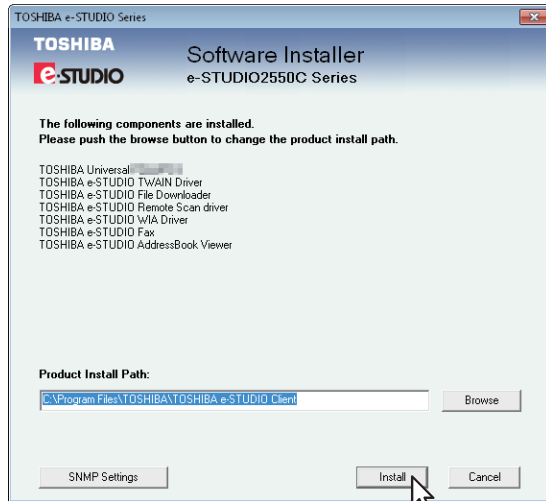 TOSHIBA e-STUDIO Series
TOSHIBA
e-STUDIO
Software Installer
e-STUDIO2550C Series
The following components are installed.
Please push the browse button to change the product install path.
TOSHIBA Universal
TOSHIBA e-STUDIO TWAIN Driver
TOSHIBA e-STUDIO File Downloader
TOSHIBA e-STUDIO Remote Scan driver
TOSHIBA e-STUDIO WIA Driver
TOSHIBA e-STUDIO Fax
TOSHIBA e-STUDIO AddressBook Viewer
Product Install Path:
C:\Program Files\TOSHIBA\TOSHIBA e-STUDIO Client
Browse
SNMP Settings
Install
Cancel